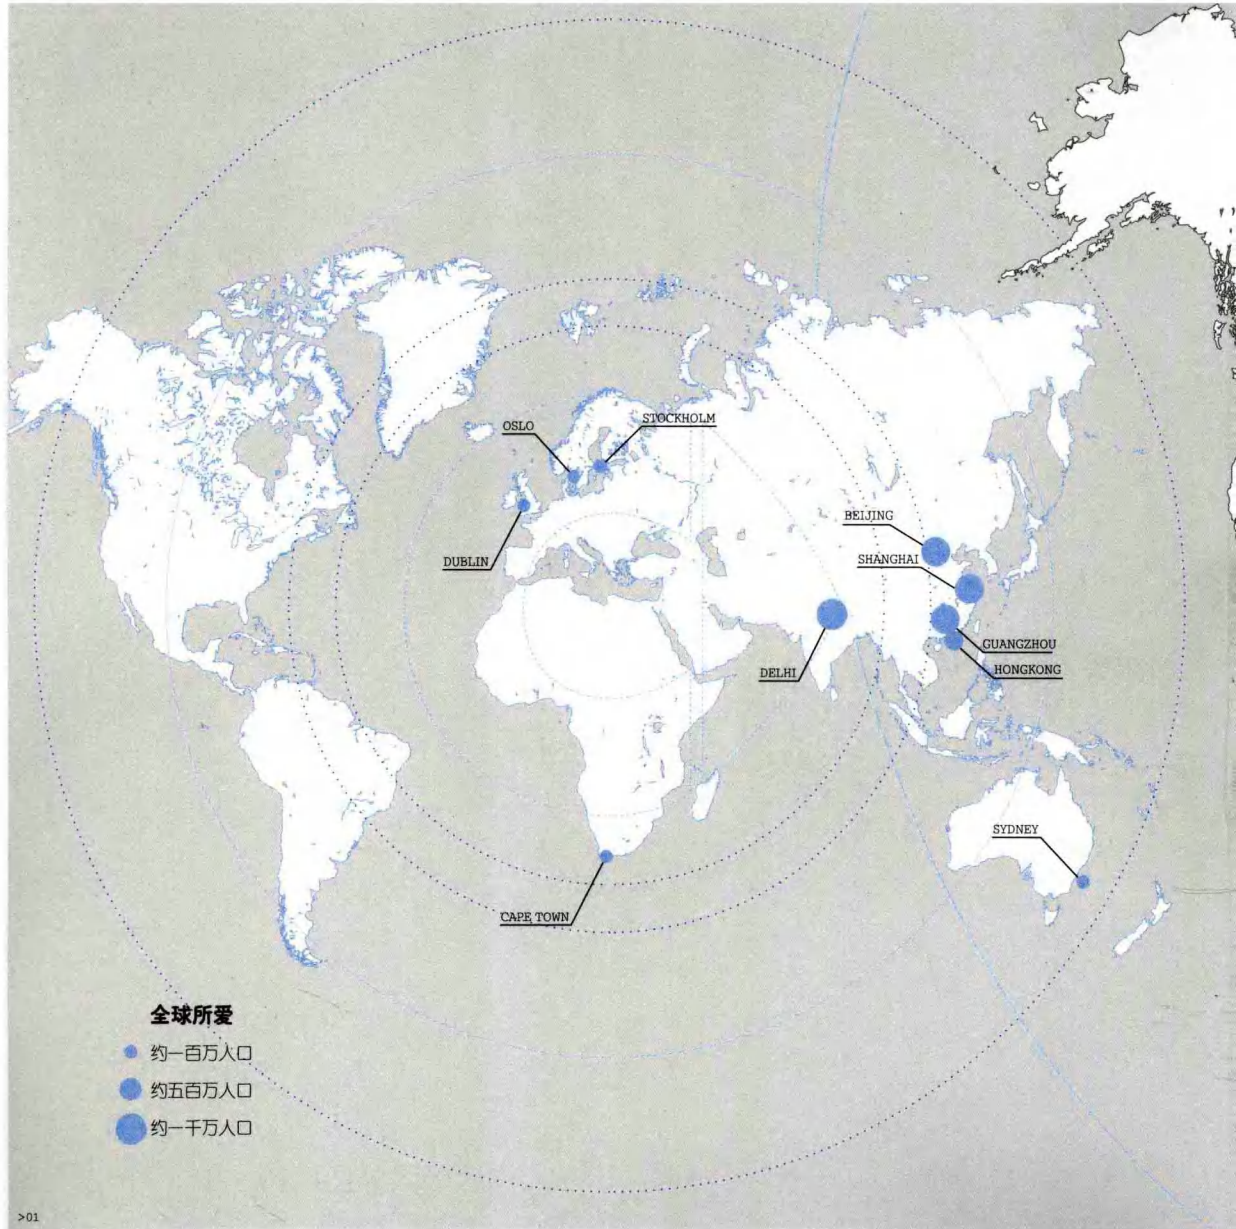 OSLO
STOCKHOLM
DUBLIN
BEIJING
SHANGHAI
GUANGZHOU
HONGKONG
DELHI
SYDNEY
CAPE TOWN
全球所爱
约一百万人口
约五百万人口
约一千万人口
>01